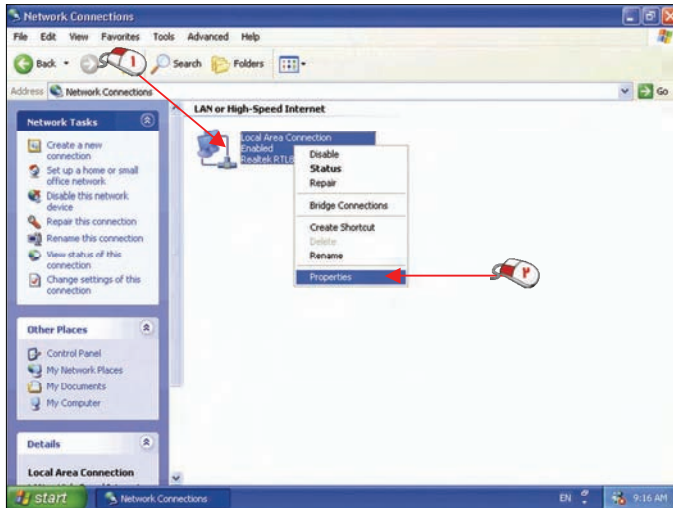 Network Connections
File Edit View Favorites Tools Advanced Help
Back Search Folders
Address Network Connections Go
۱
LAN or High-Speed Internet
Local Area Connection
Enabled
Realtek
Disable
Status
Repair
Bridge Connections
Create Shortcut
Delete
Rename
Properties
۲
Network Tasks
Create a new
connection
Set up a home or small
office network
Disable this network
device
Repair this connection
Rename this connection
View status of this
connection
Change settings of this
connection
Other Places
Control Panel
My Network Places
My Documents
My Computer
Details
Local Area Connection
start Network Connections EN 9:16 AM